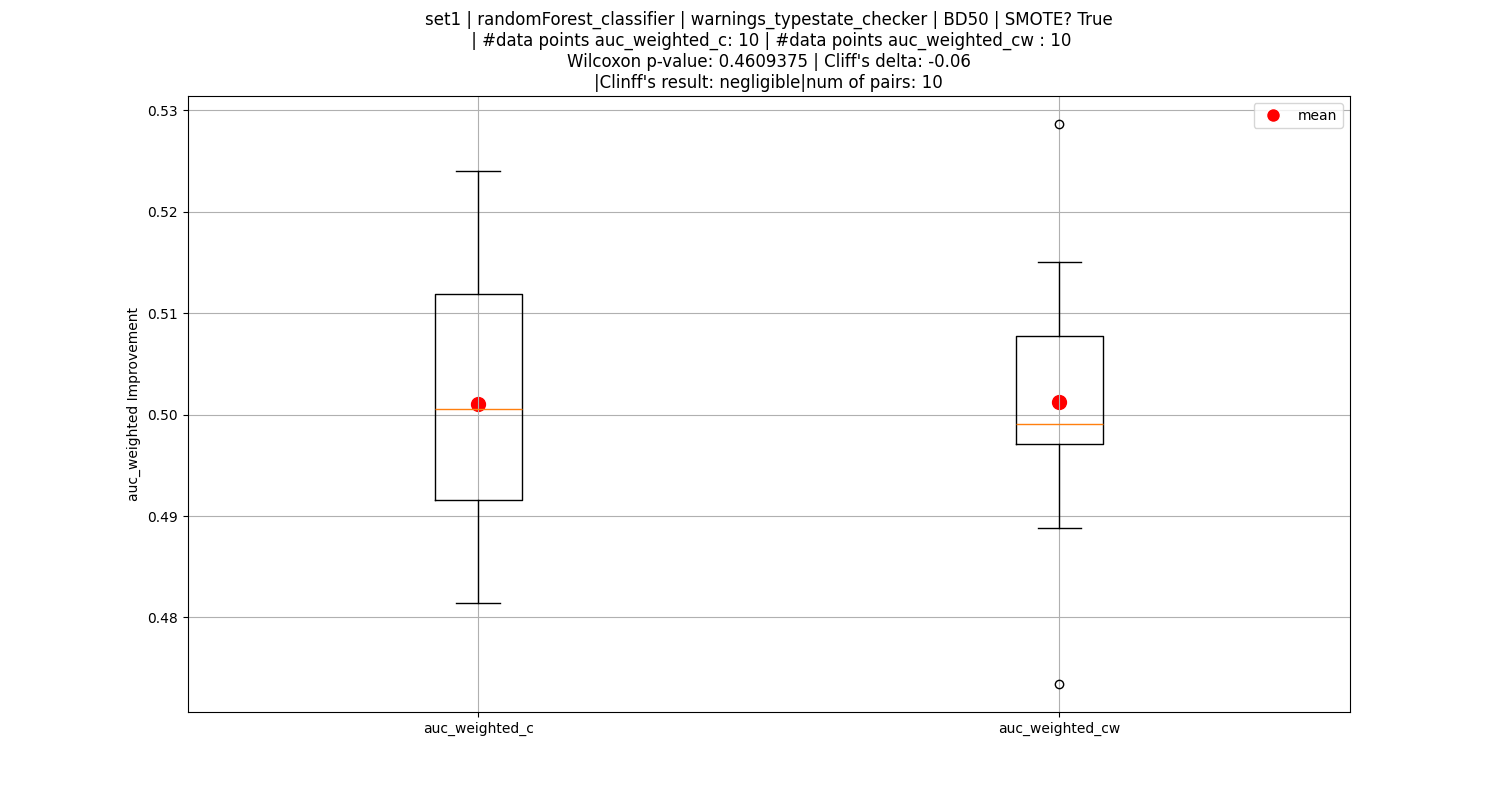 set1 | randomForest_classifier | warnings_typestate_checker | BD50 | SMOTE? True
| #data points auc_weighted_c: 10 | #data points auc_weighted_cw : 10
Wilcoxon p-value: 0.4609375 | Cliff's delta: -0.06
|Clinff's result: negligible|num of pairs: 10
mean
auc_weighted Improvement
0.53
0.52
0.51
0.50
0.49
0.48
auc_weighted_c
auc_weighted_cw